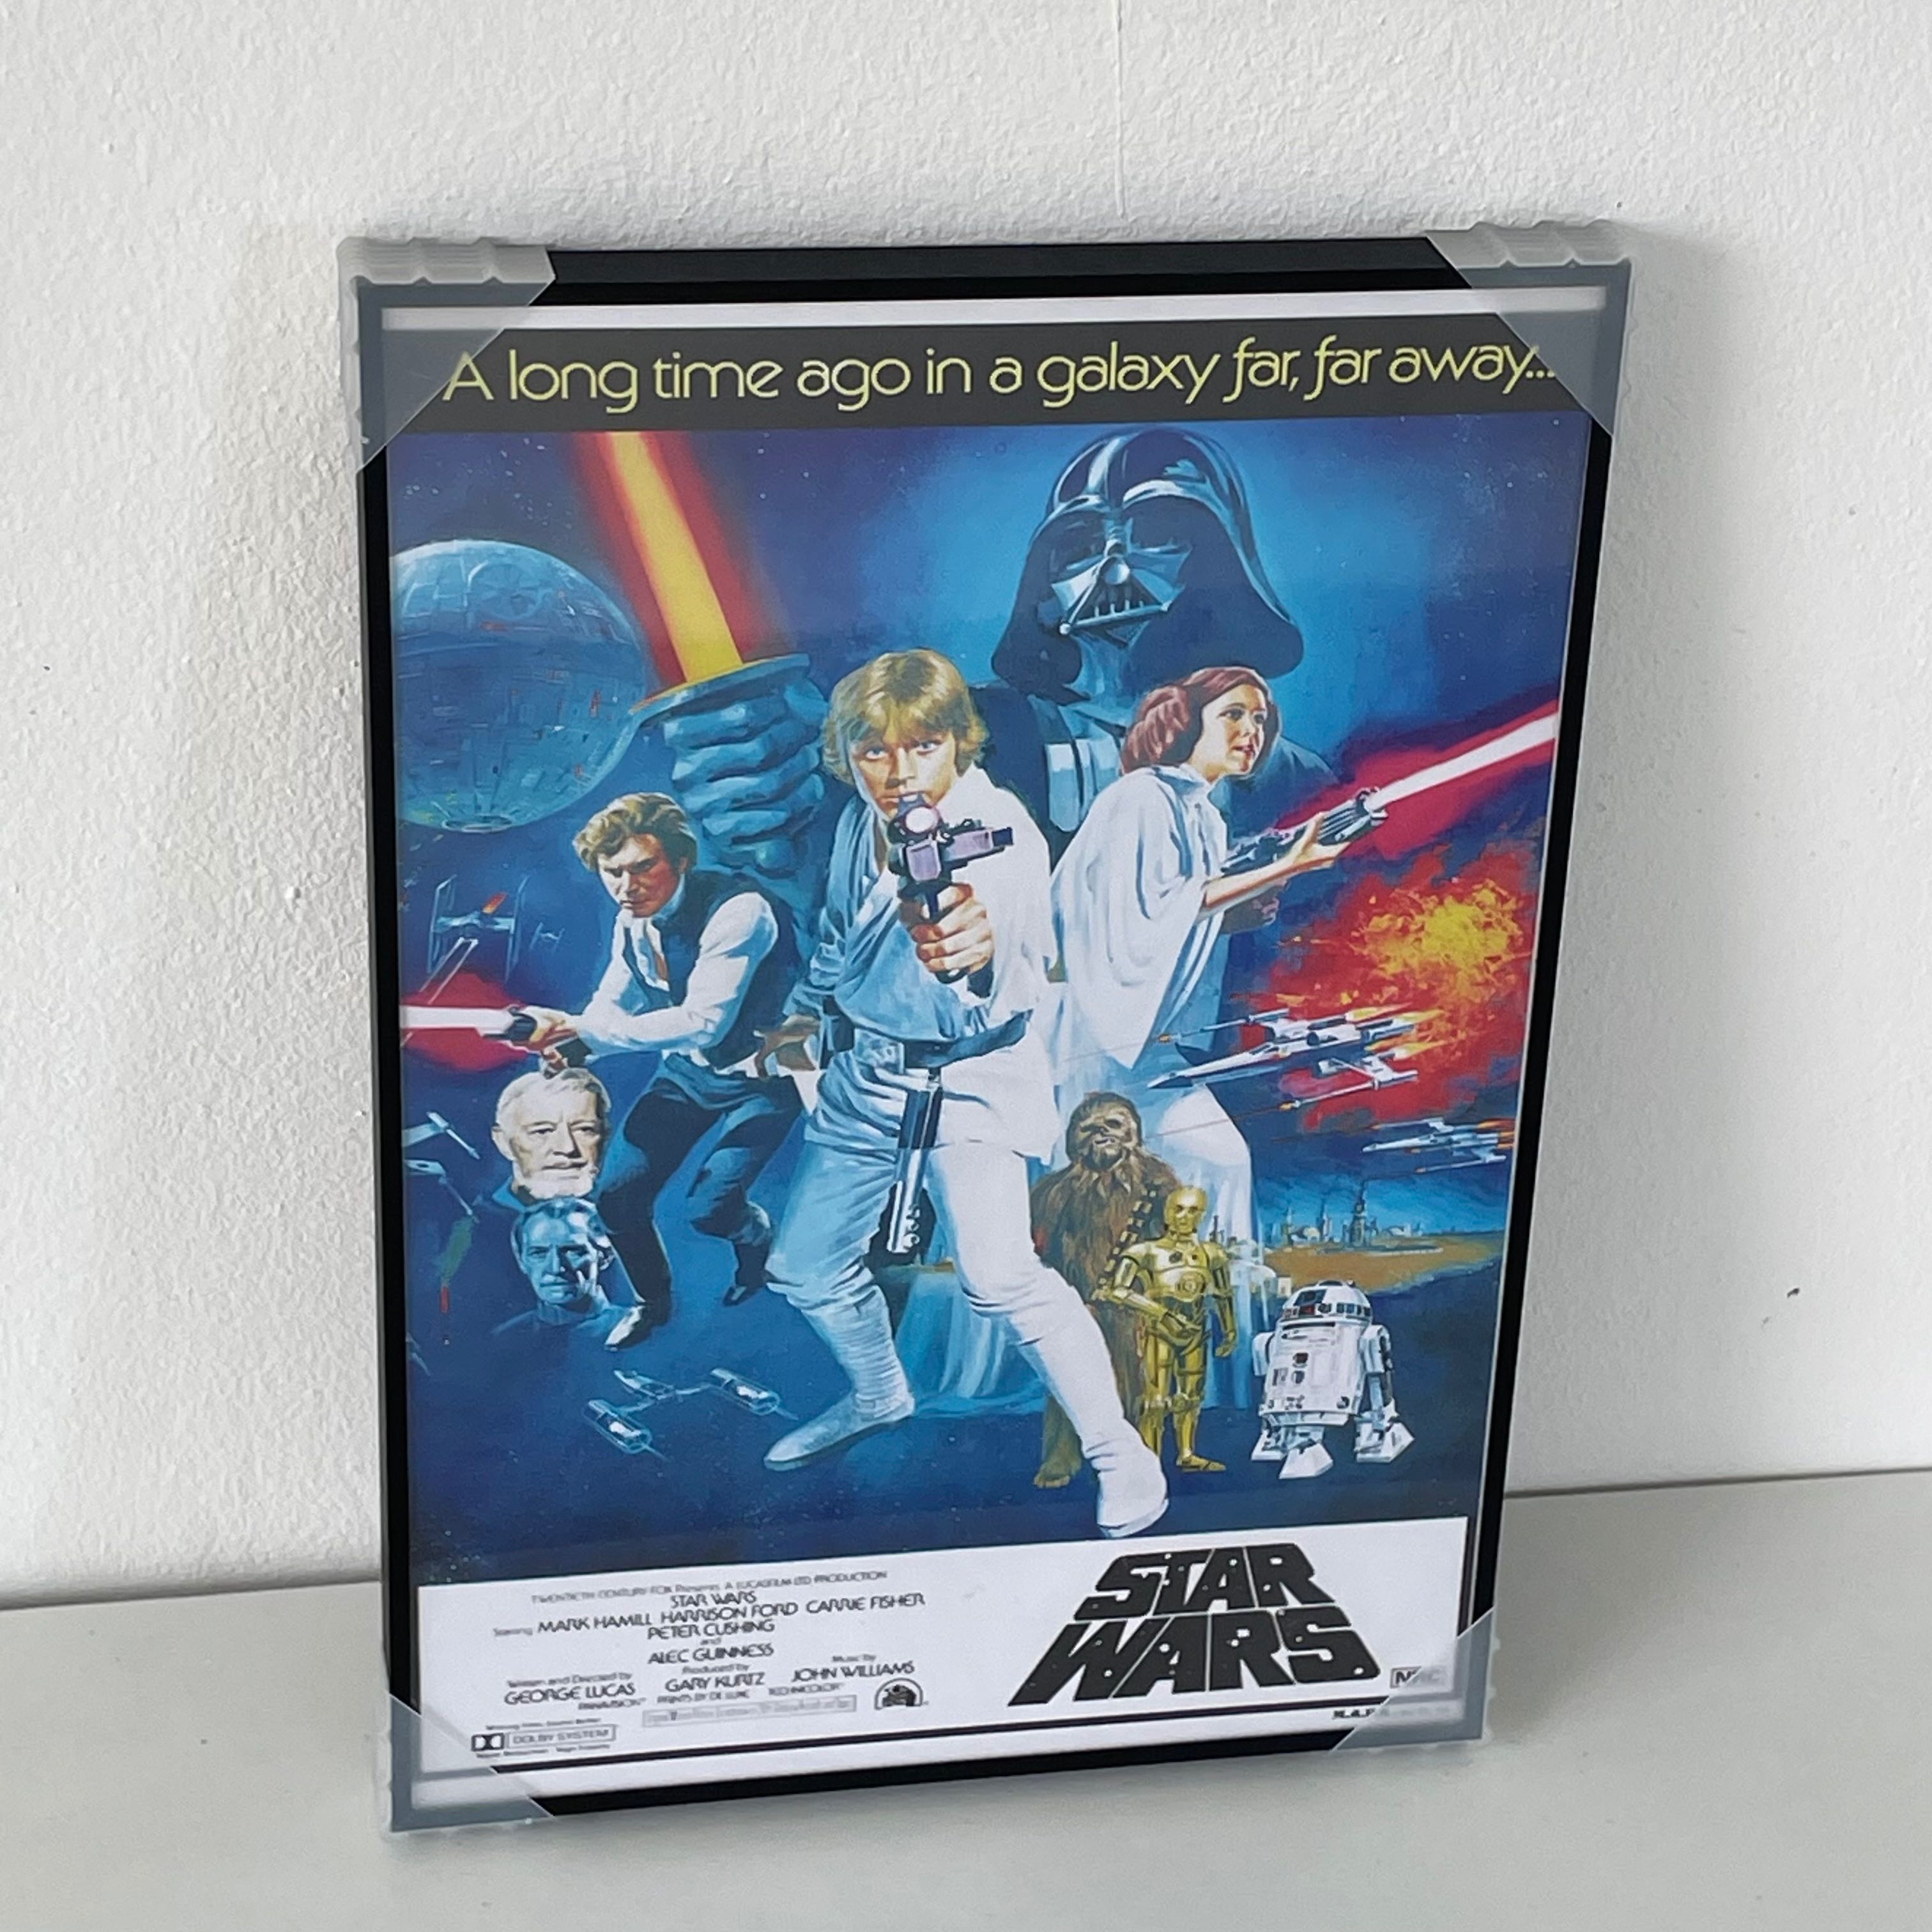 A long time ago in a galaxy far, far away...
TWENTIETH CENTURY-FOX Presents A LUCASFILM LTD PRODUCTION
STAR WARS
Starring MARK HAMILL HARRISON FORD CARRIE FISHER
PETER CUSHING
and
ALEC GUINNESS
Written and Directed by
GEORGE LUCAS
Produced by
GARY KURTZ
Music by
JOHN WILLIAMS
PANAVISION PRINTS BY DE LUXE TECHNICOLOR
DOLBY SYSTEM
STAR
WARS